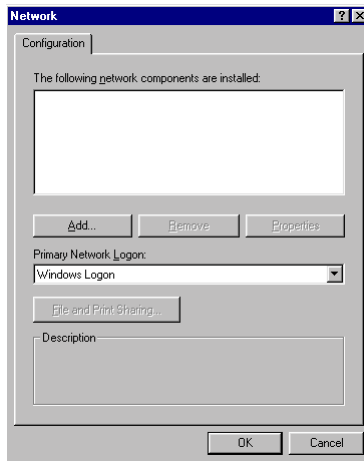 Network
Configuration
The following network components are installed:
Add...
Remove
Properties
Primary Network Logon:
Windows Logon
File and Print Sharing...
Description
OK
Cancel